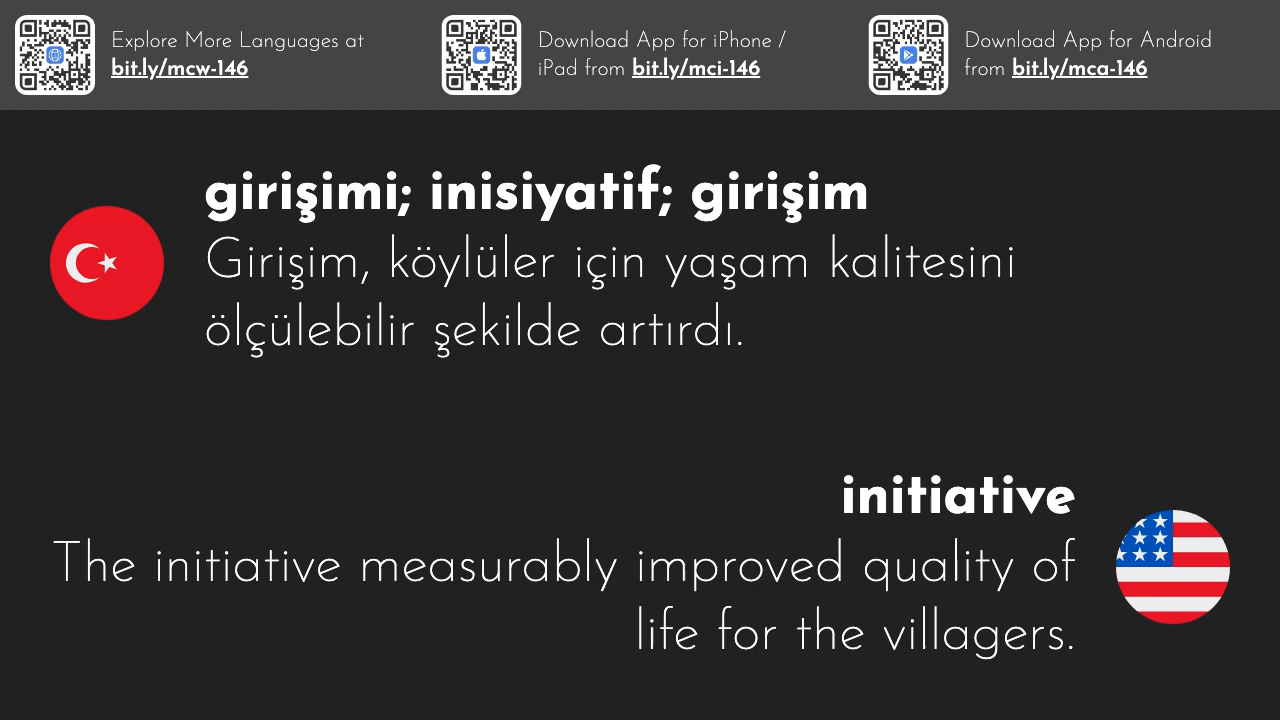 Explore More Languages at
bit.ly/mcw-146
Download App for iPhone /
iPad from bit.ly/mci-146
Download App for Android
from bit.ly/mca-146
girişimi; inisiyatif; girişim
Girişim, köylüler için yaşam kalitesini
ölçülebilir şekilde artırdı.
initiative
The initiative measurably improved quality of
life for the villagers.